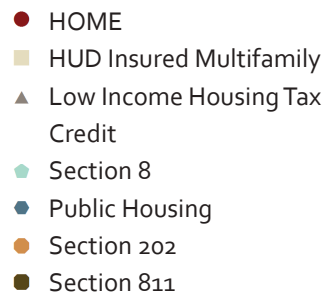 HOME
HUD Insured Multifamily
Low Income Housing Tax
Credit
Section 8
Public Housing
Section 202
Section 811